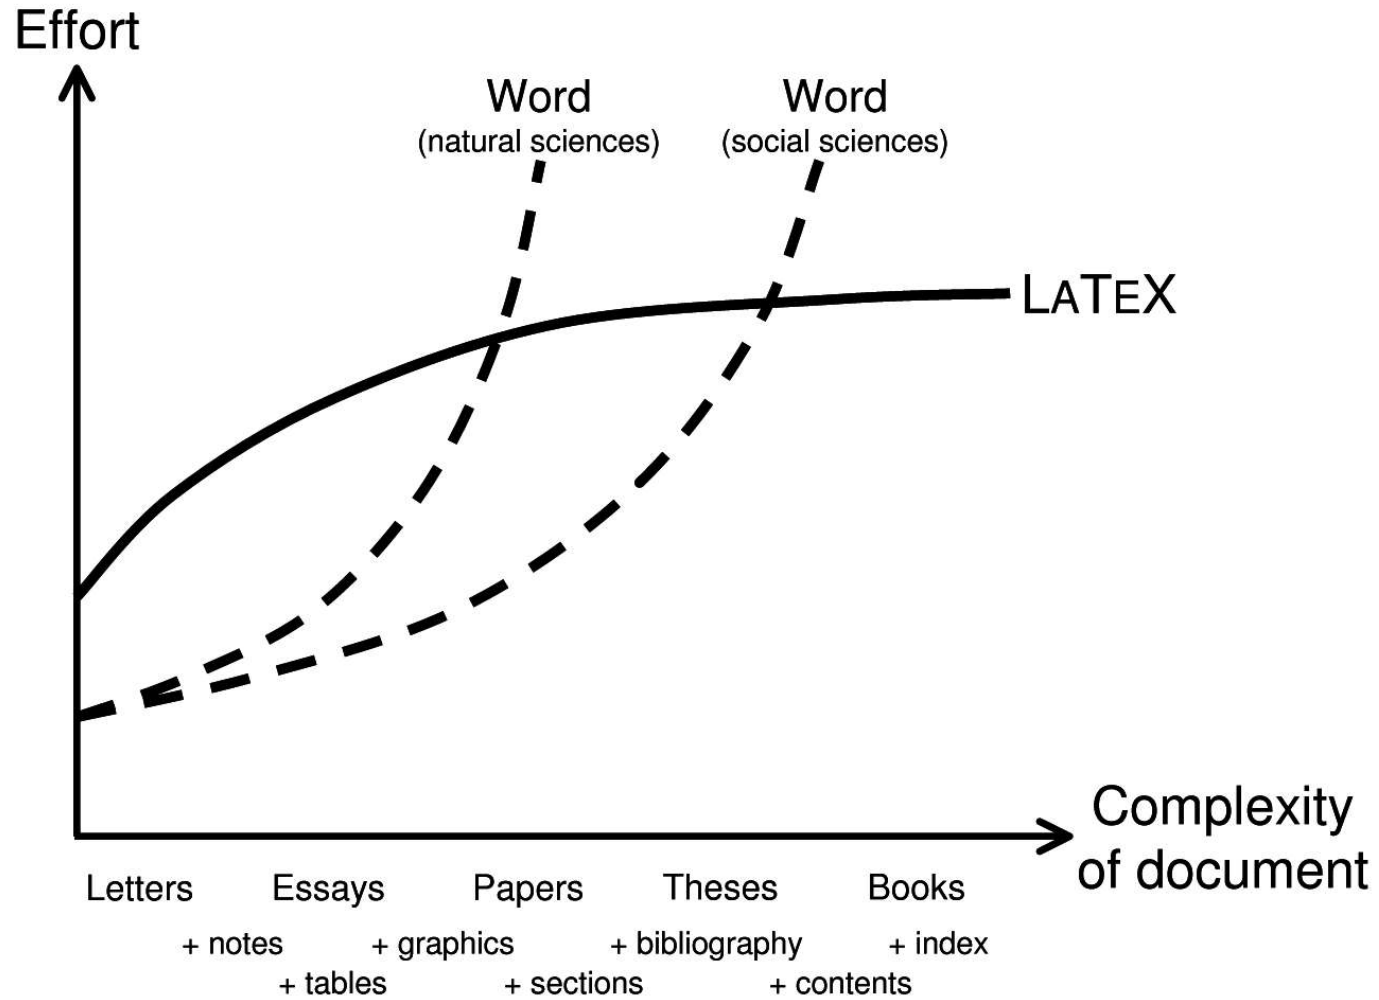 Effort
Word
(natural sciences)
Word
(social sciences)
LATEX
Complexity
of document
Letters Essays Papers Theses Books
+ notes + graphics + bibliography + index
+ tables + sections + contents